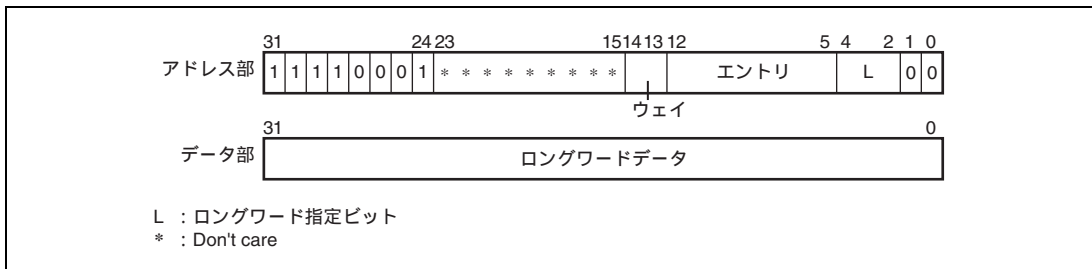 31 24 23 15 14 13 12 5 4 2 1 0
アドレス部 1 1 1 1 0 0 0 1 * * * * * * * * * エントリ L 0 0
ウェイ
31 0
データ部 ロングワードデータ
L : ロングワード指定ビット
* : Don't care